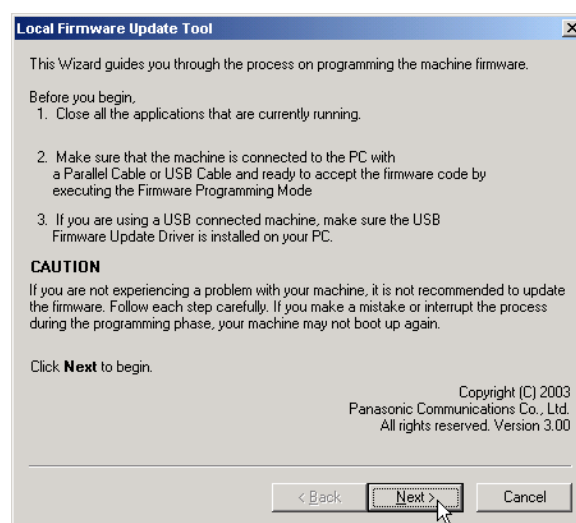 Local Firmware Update Tool
This Wizard guides you through the process on programming the machine firmware.
Before you begin,
1. Close all the applications that are currently running.
2. Make sure that the machine is connected to the PC with
a Parallel Cable or USB Cable and ready to accept the firmware code by
executing the Firmware Programming Mode
3. If you are using a USB connected machine, make sure the USB
Firmware Update Driver is installed on your PC.
CAUTION
If you are not experiencing a problem with your machine, it is not recommended to update
the firmware. Follow each step carefully. If you make a mistake or interrupt the process
during the programming phase, your machine may not boot up again.
Click Next to begin.
Copyright (C) 2003
Panasonic Communications Co., Ltd.
All rights reserved. Version 3.00
< Back Next > Cancel